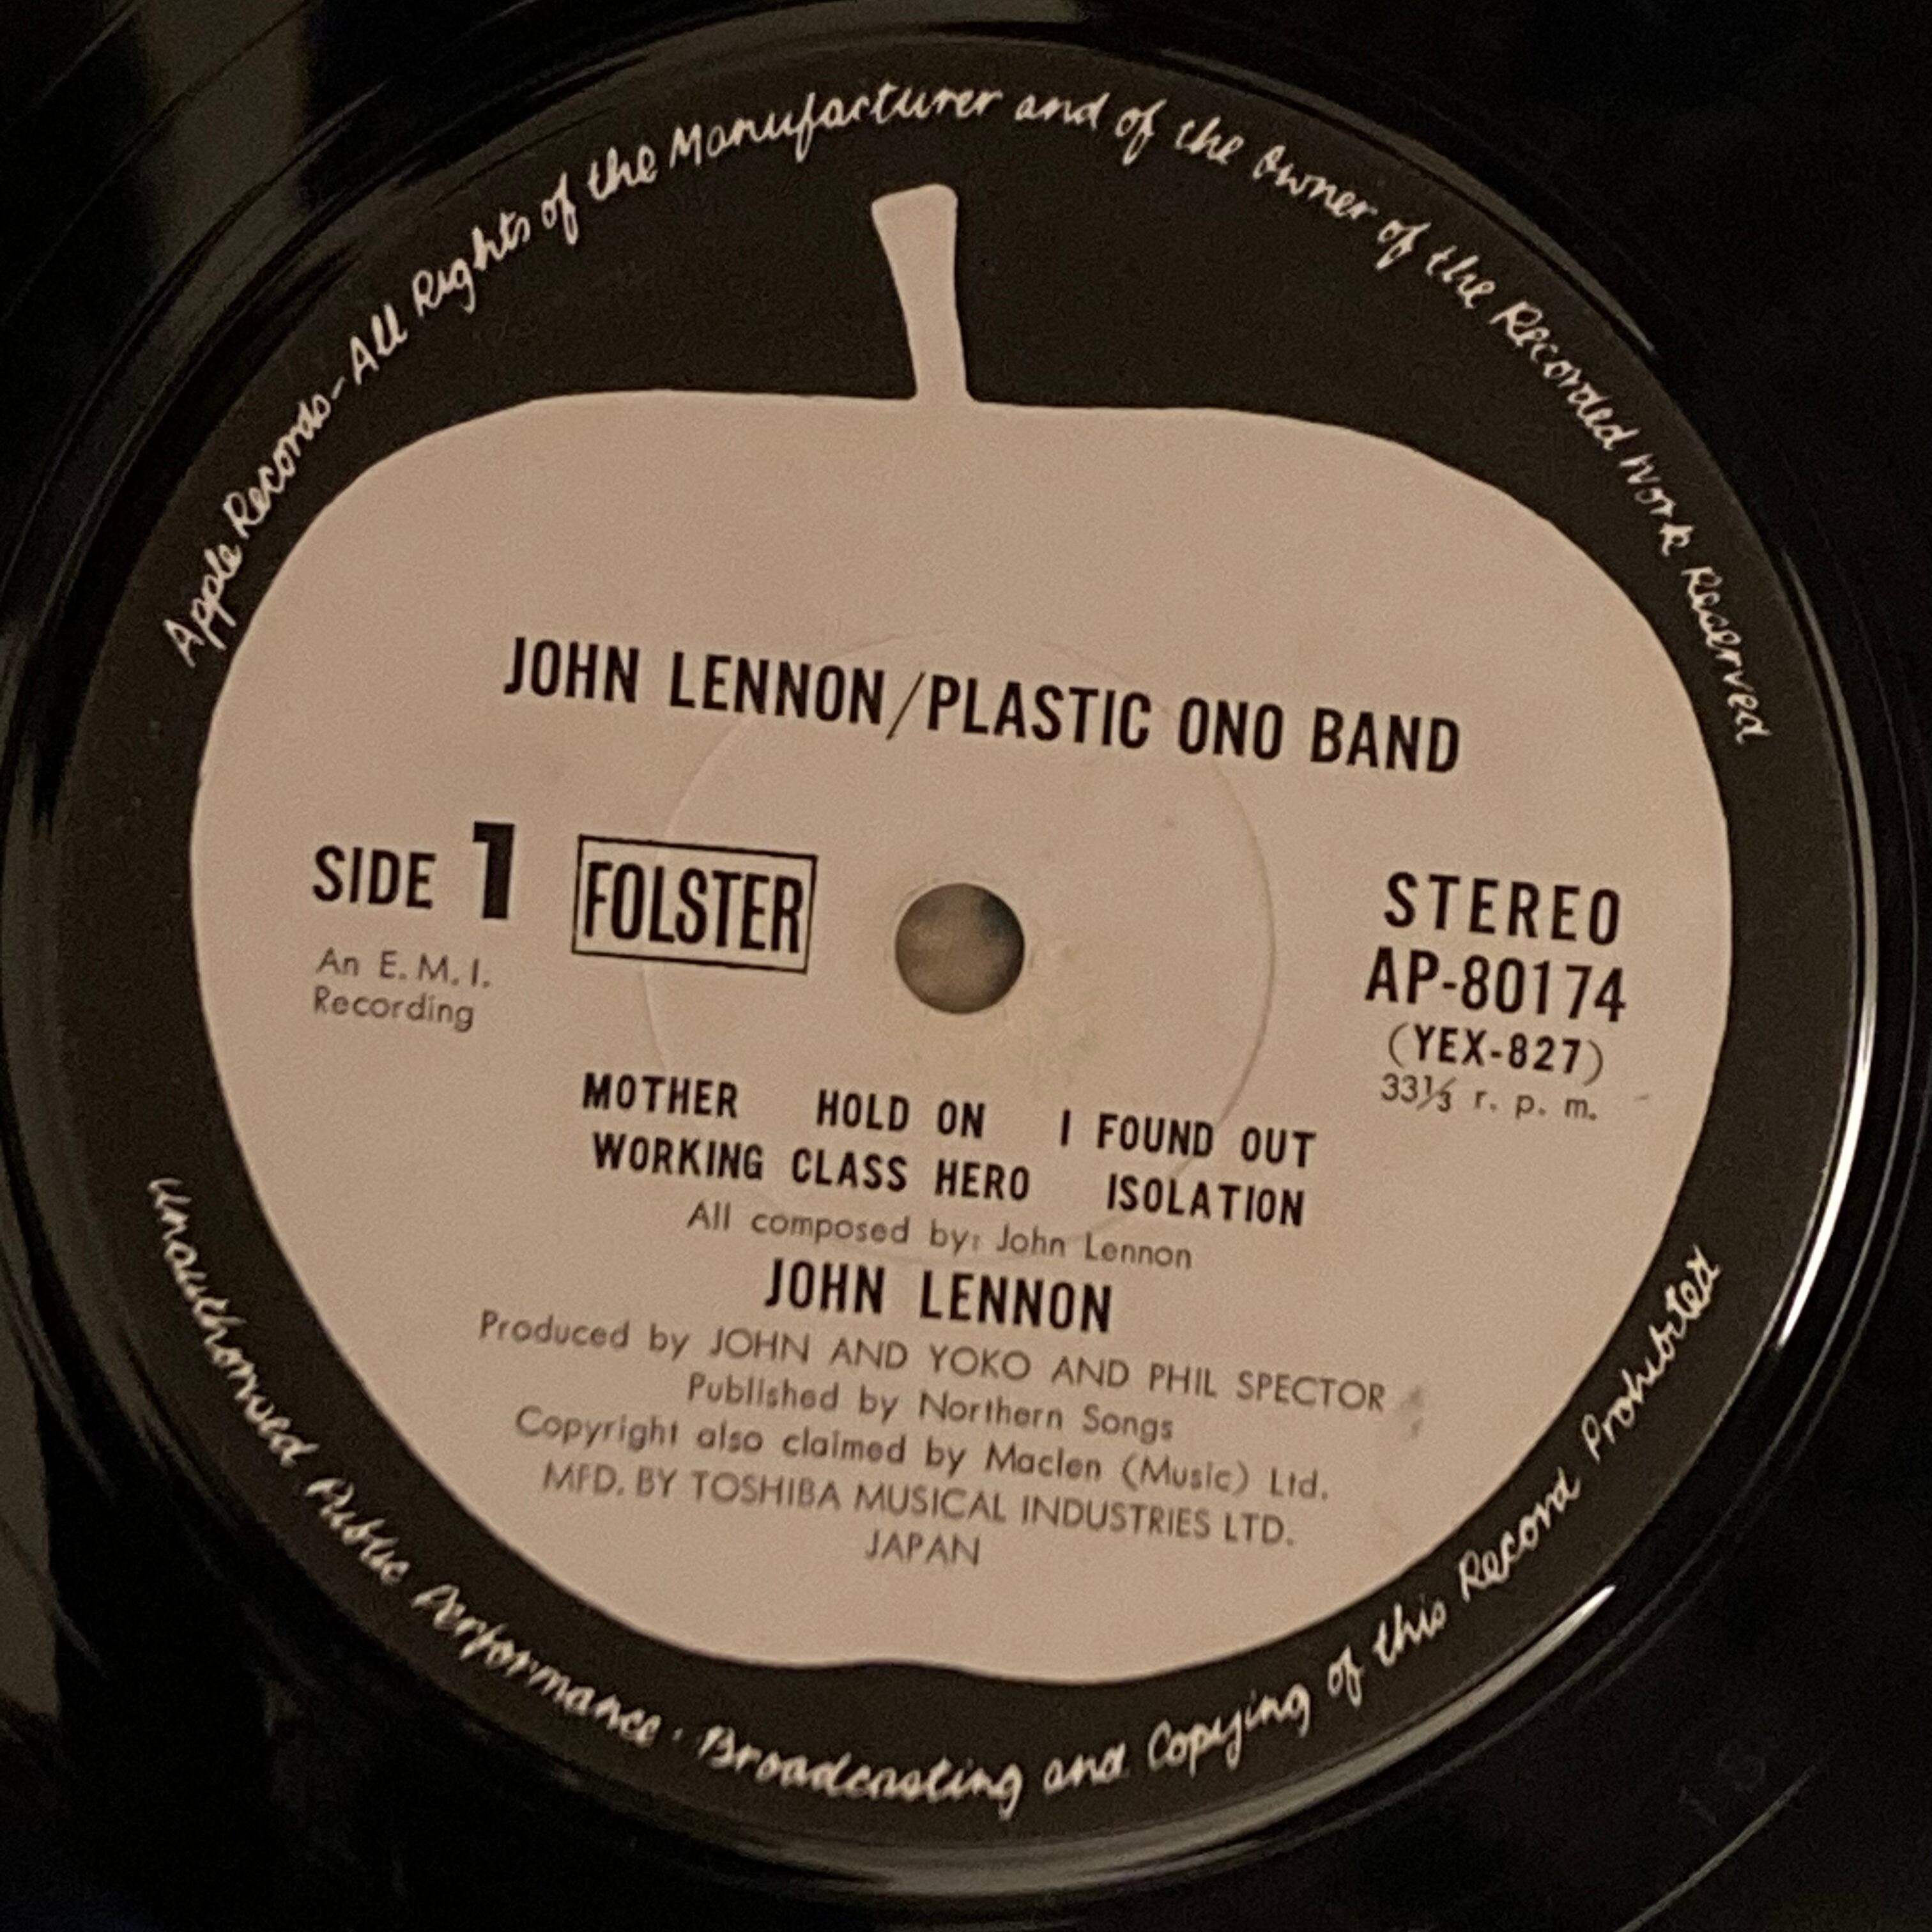 Apple Records-All Rights of the Manufacturer and of the Owner of the Recorded Work Reserved
JOHN LENNON/PLASTIC ONO BAND
SIDE 1
FOLSTER
An E.M.I.
Recording
STEREO
AP-80174
(YEX-827)
33⅓ r. p. m.
MOTHER HOLD ON I FOUND OUT
WORKING CLASS HERO ISOLATION
All composed by: John Lennon
JOHN LENNON
Produced by JOHN AND YOKO AND PHIL SPECTOR
Published by Northern Songs
Copyright also claimed by Maclen (Music) Ltd.
MFD. BY TOSHIBA MUSICAL INDUSTRIES LTD.
JAPAN
Unauthorised Public Performance · Broadcasting and Copying of this Record Prohibited